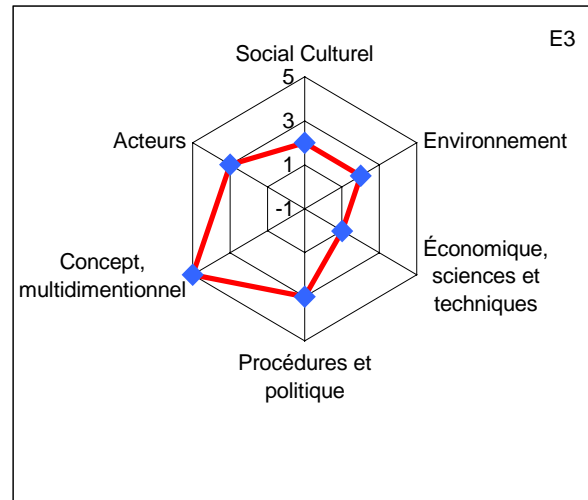 E3
Social Culturel
5
3
1
-1
Environnement
Économique,
sciences et
techniques
Procédures et
politique
Concept,
multidimentionnel
Acteurs